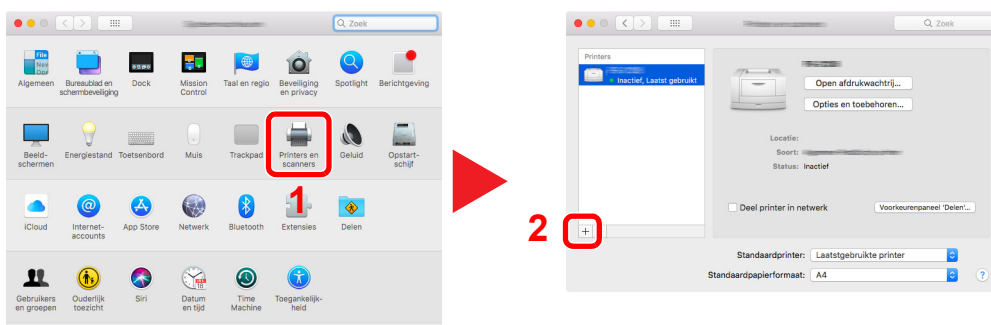 Zoek
File
New
Ope
Algemeen
Bureaublad en
schermbeveiliging
Dock
Mission
Control
Taal en regio
Beveiliging
en privacy
Spotlight
Berichtgeving
Beeld-
schermen
Energiestand
Toetsenbord
Muis
Trackpad
Printers en
scanners
Geluid
Opstart-
schijf
1
iCloud
Internet-
accounts
App Store
Netwerk
Bluetooth
Extensies
Delen
18
Gebruikers
en groepen
Ouderlijk
toezicht
Siri
Datum
en tijd
Time
Machine
Toegankelijk-
heid
Zoek
Printers
Inactief, Laatst gebruikt
Open afdrukwachtrij...
Opties en toebehoren...
Locatie:
Soort:
Status: Inactief
Deel printer in netwerk
Voorkeurenpaneel 'Delen'...
2
+
Standaardprinter: Laatstgebruikte printer
Standaardpapierformaat: A4
?